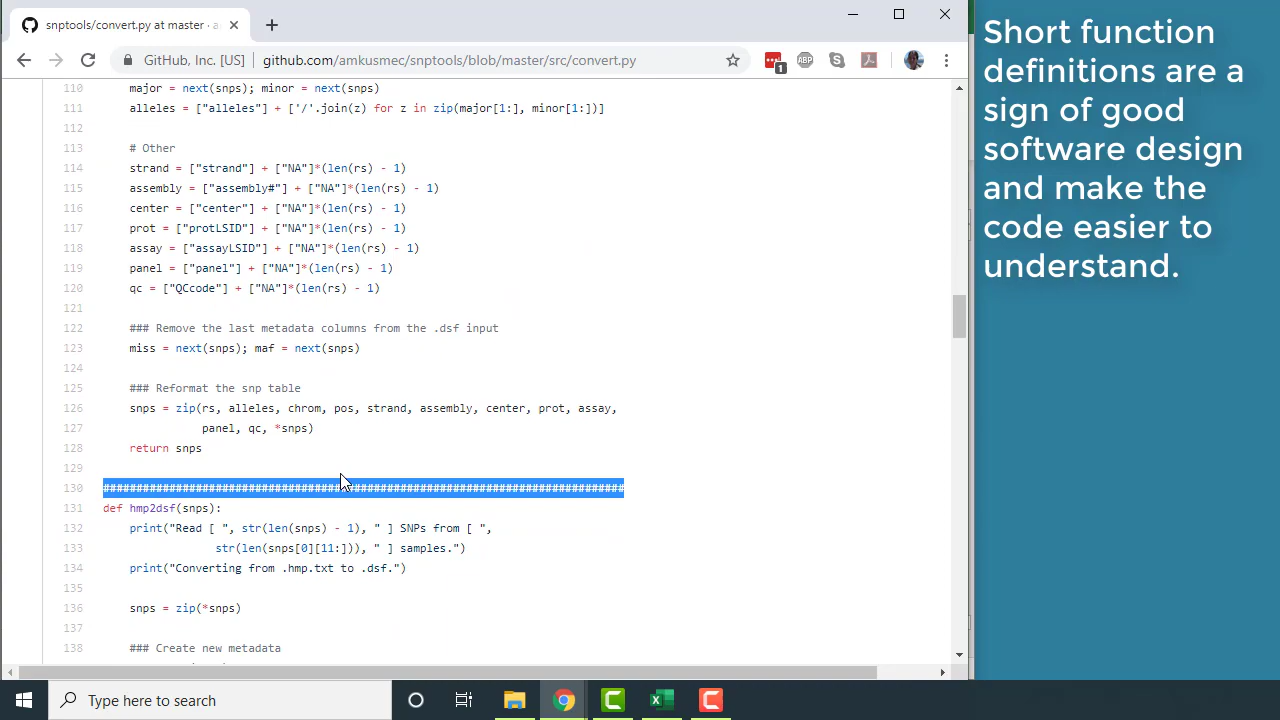 snptools/convert.py at master · a
GitHub, Inc. [US]
github.com/amkusmec/snptools/blob/master/src/convert.py
1
ABP
110 major = next(snps); minor = next(snps)
111 alleles = ["alleles"] + ['/'.join(z) for z in zip(major[1:], minor[1:])]
112
113 # Other
114 strand = ["strand"] + ["NA"]*(len(rs) - 1)
115 assembly = ["assembly#"] + ["NA"]*(len(rs) - 1)
116 center = ["center"] + ["NA"]*(len(rs) - 1)
117 prot = ["protLSID"] + ["NA"]*(len(rs) - 1)
118 assay = ["assayLSID"] + ["NA"]*(len(rs) - 1)
119 panel = ["panel"] + ["NA"]*(len(rs) - 1)
120 qc = ["QCcode"] + ["NA"]*(len(rs) - 1)
121
122 ### Remove the last metadata columns from the .dsf input
123 miss = next(snps); maf = next(snps)
124
125 ### Reformat the snp table
126 snps = zip(rs, alleles, chrom, pos, strand, assembly, center, prot, assay,
127 panel, qc, *snps)
128 return snps
129
130 ###############################################################################
131 def hmp2dsf(snps):
132 print("Read [ ", str(len(snps) - 1), " ] SNPs from [ ",
133 str(len(snps[0][11:])), " ] samples.")
134 print("Converting from .hmp.txt to .dsf.")
135
136 snps = zip(*snps)
137
138 ### Create new metadata
Type here to search
Short function
definitions are a
sign of good
software design
and make the
code easier to
understand.